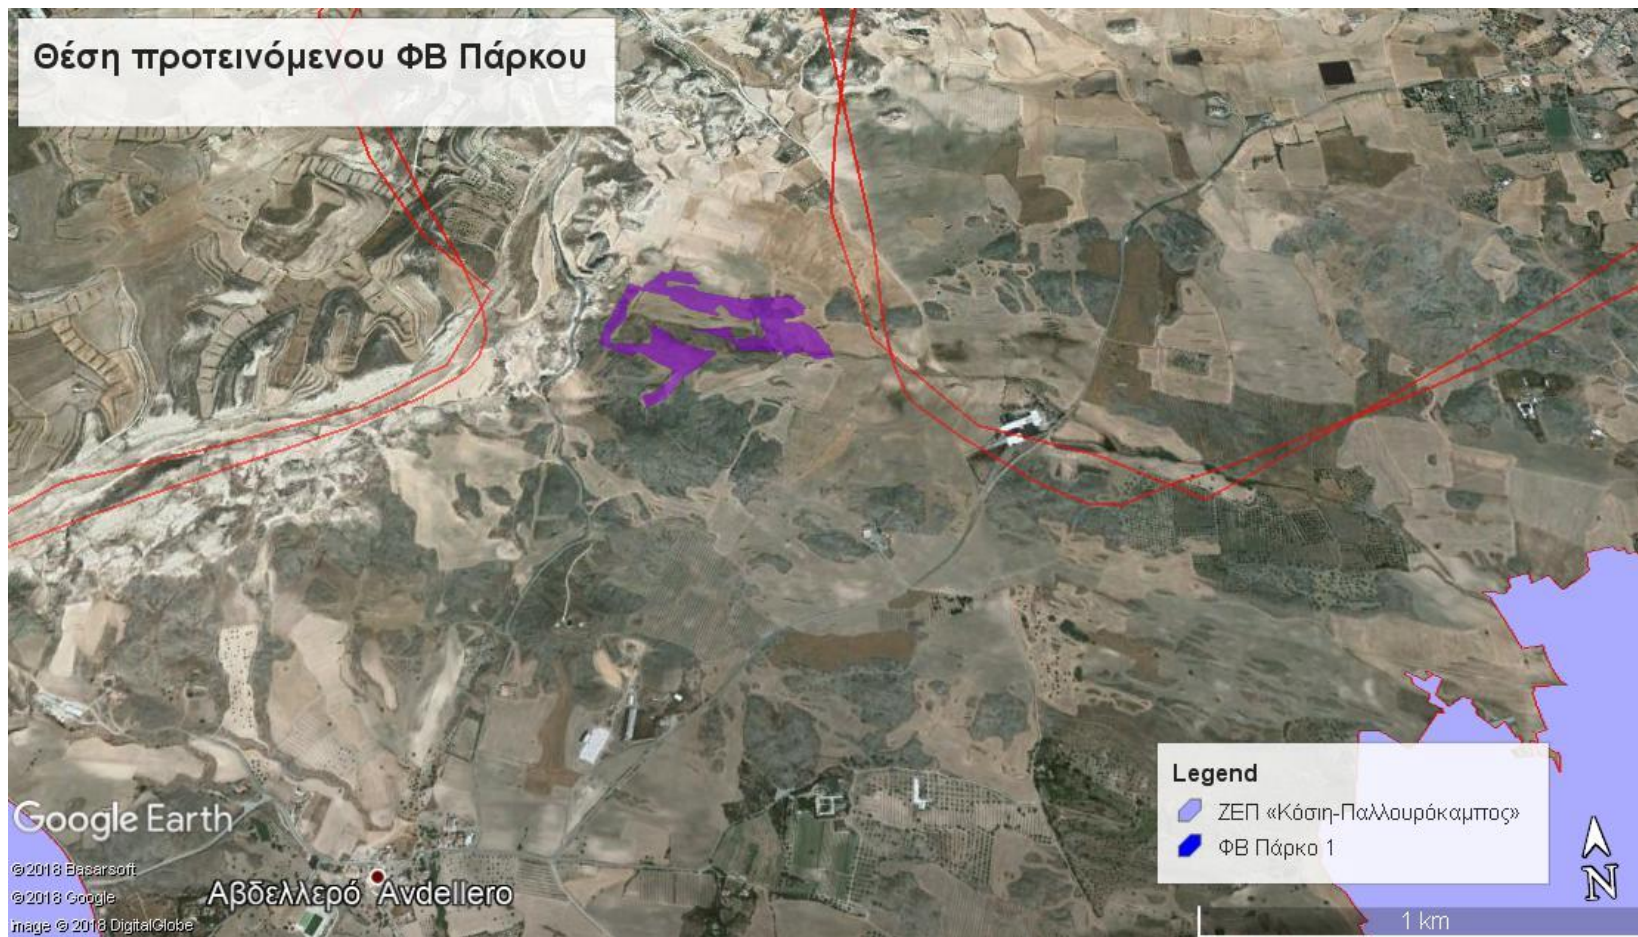 Θέση προτεινόμενου ΦΒ Πάρκου
Legend
ΖΕΠ «Κόσιη-Παλλουρόκαμπος»
ΦΒ Πάρκο 1
Google Earth
©2018 Basarsoft
©2018 Google
Image © 2018 DigitalGlobe
Αβδελλερό Avdellero
N
1 km